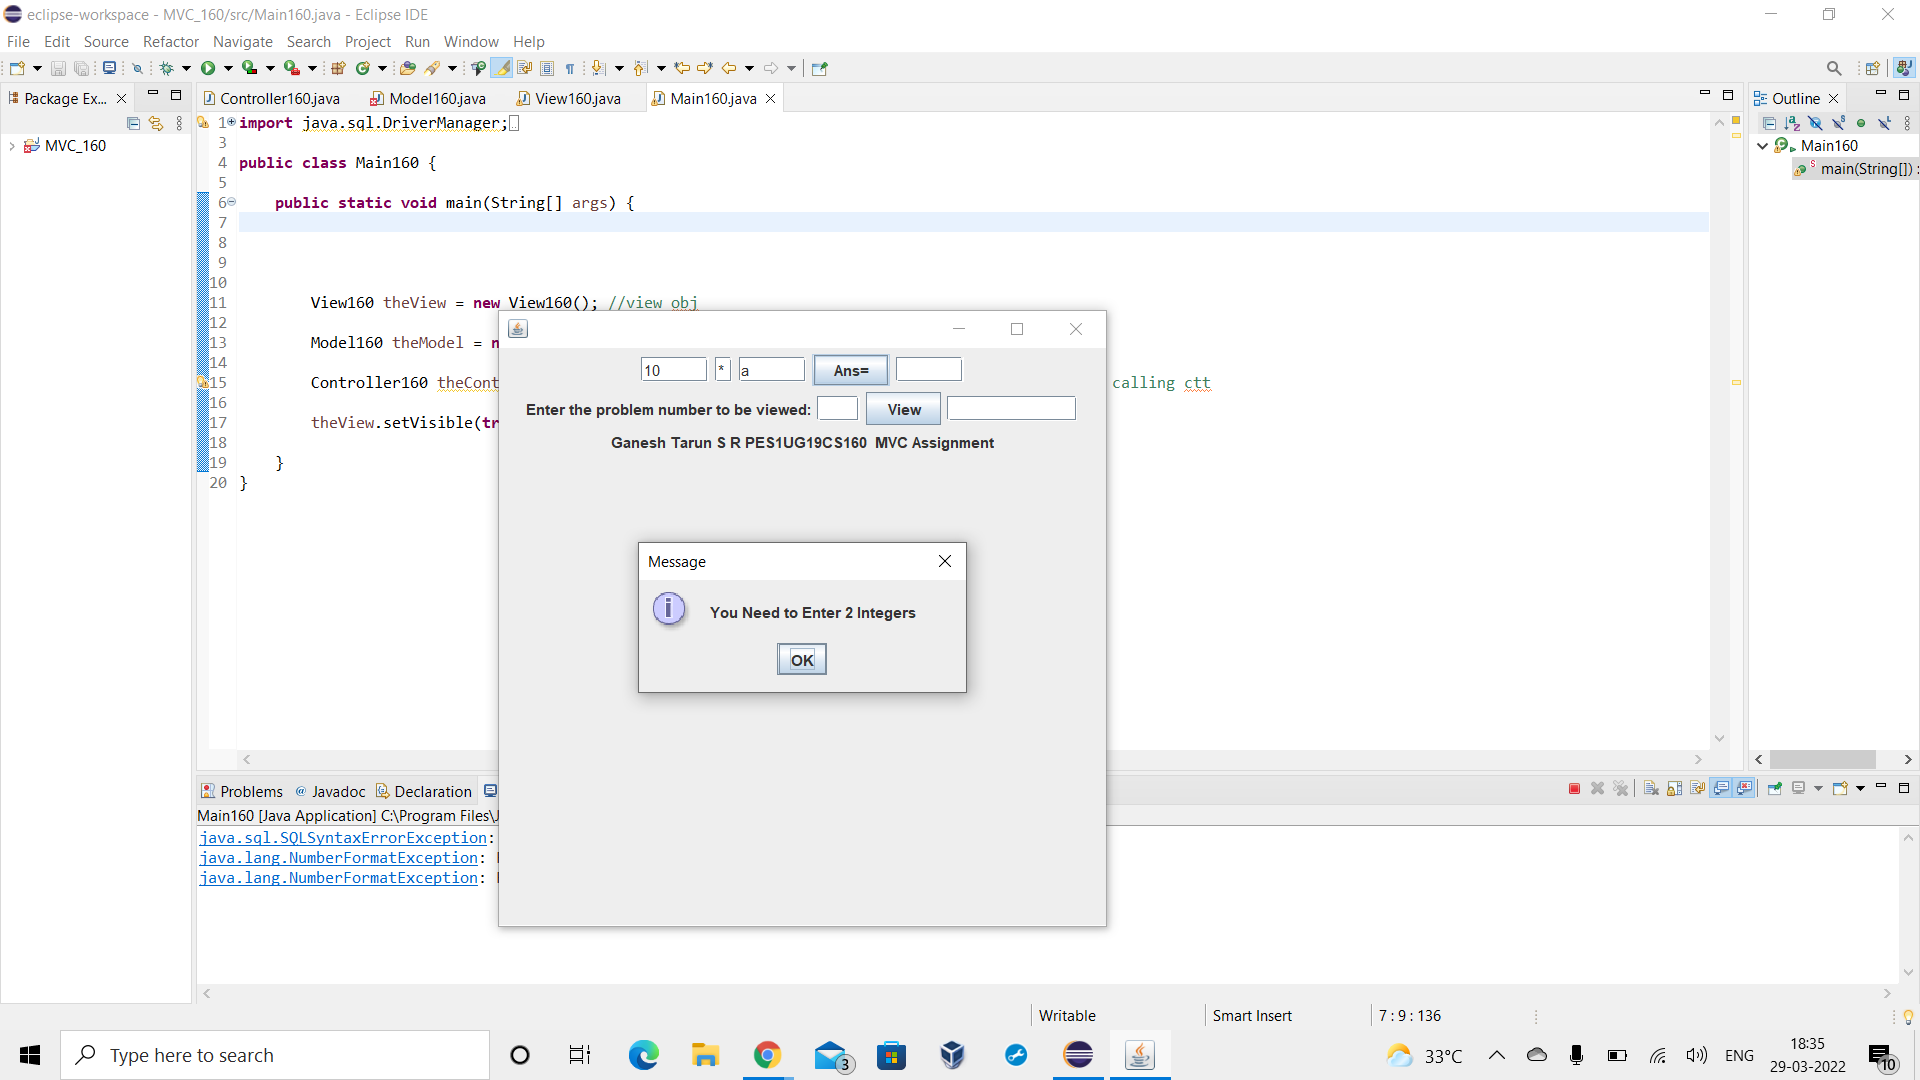 eclipse-workspace - MVC_160/src/Main160.java - Eclipse IDE
File Edit Source Refactor Navigate Search Project Run Window Help
Package Ex...
Controller160.java Model160.java View160.java Main160.java
Outline
MVC_160
Main160
main(String[]) :
1 import java.sql.DriverManager;
3
4 public class Main160 {
5
6 public static void main(String[] args) {
7
8
9
10
11 View160 theView = new View160(); //view obj
12
13 Model160 theModel = n
14
15 Controller160 theCont calling ctt
16
17 theView.setVisible(tr
18
19 }
20 }
10 * a Ans=
Enter the problem number to be viewed: View
Ganesh Tarun S R PES1UG19CS160 MVC Assignment
Message
You Need to Enter 2 Integers
OK
Problems Javadoc Declaration
Main160 [Java Application] C:\Program Files\J
java.sql.SQLSyntaxErrorException:
java.lang.NumberFormatException:
java.lang.NumberFormatException:
Writable Smart Insert 7 : 9 : 136
Type here to search
3
33°C
ENG
18:35
29-03-2022
10